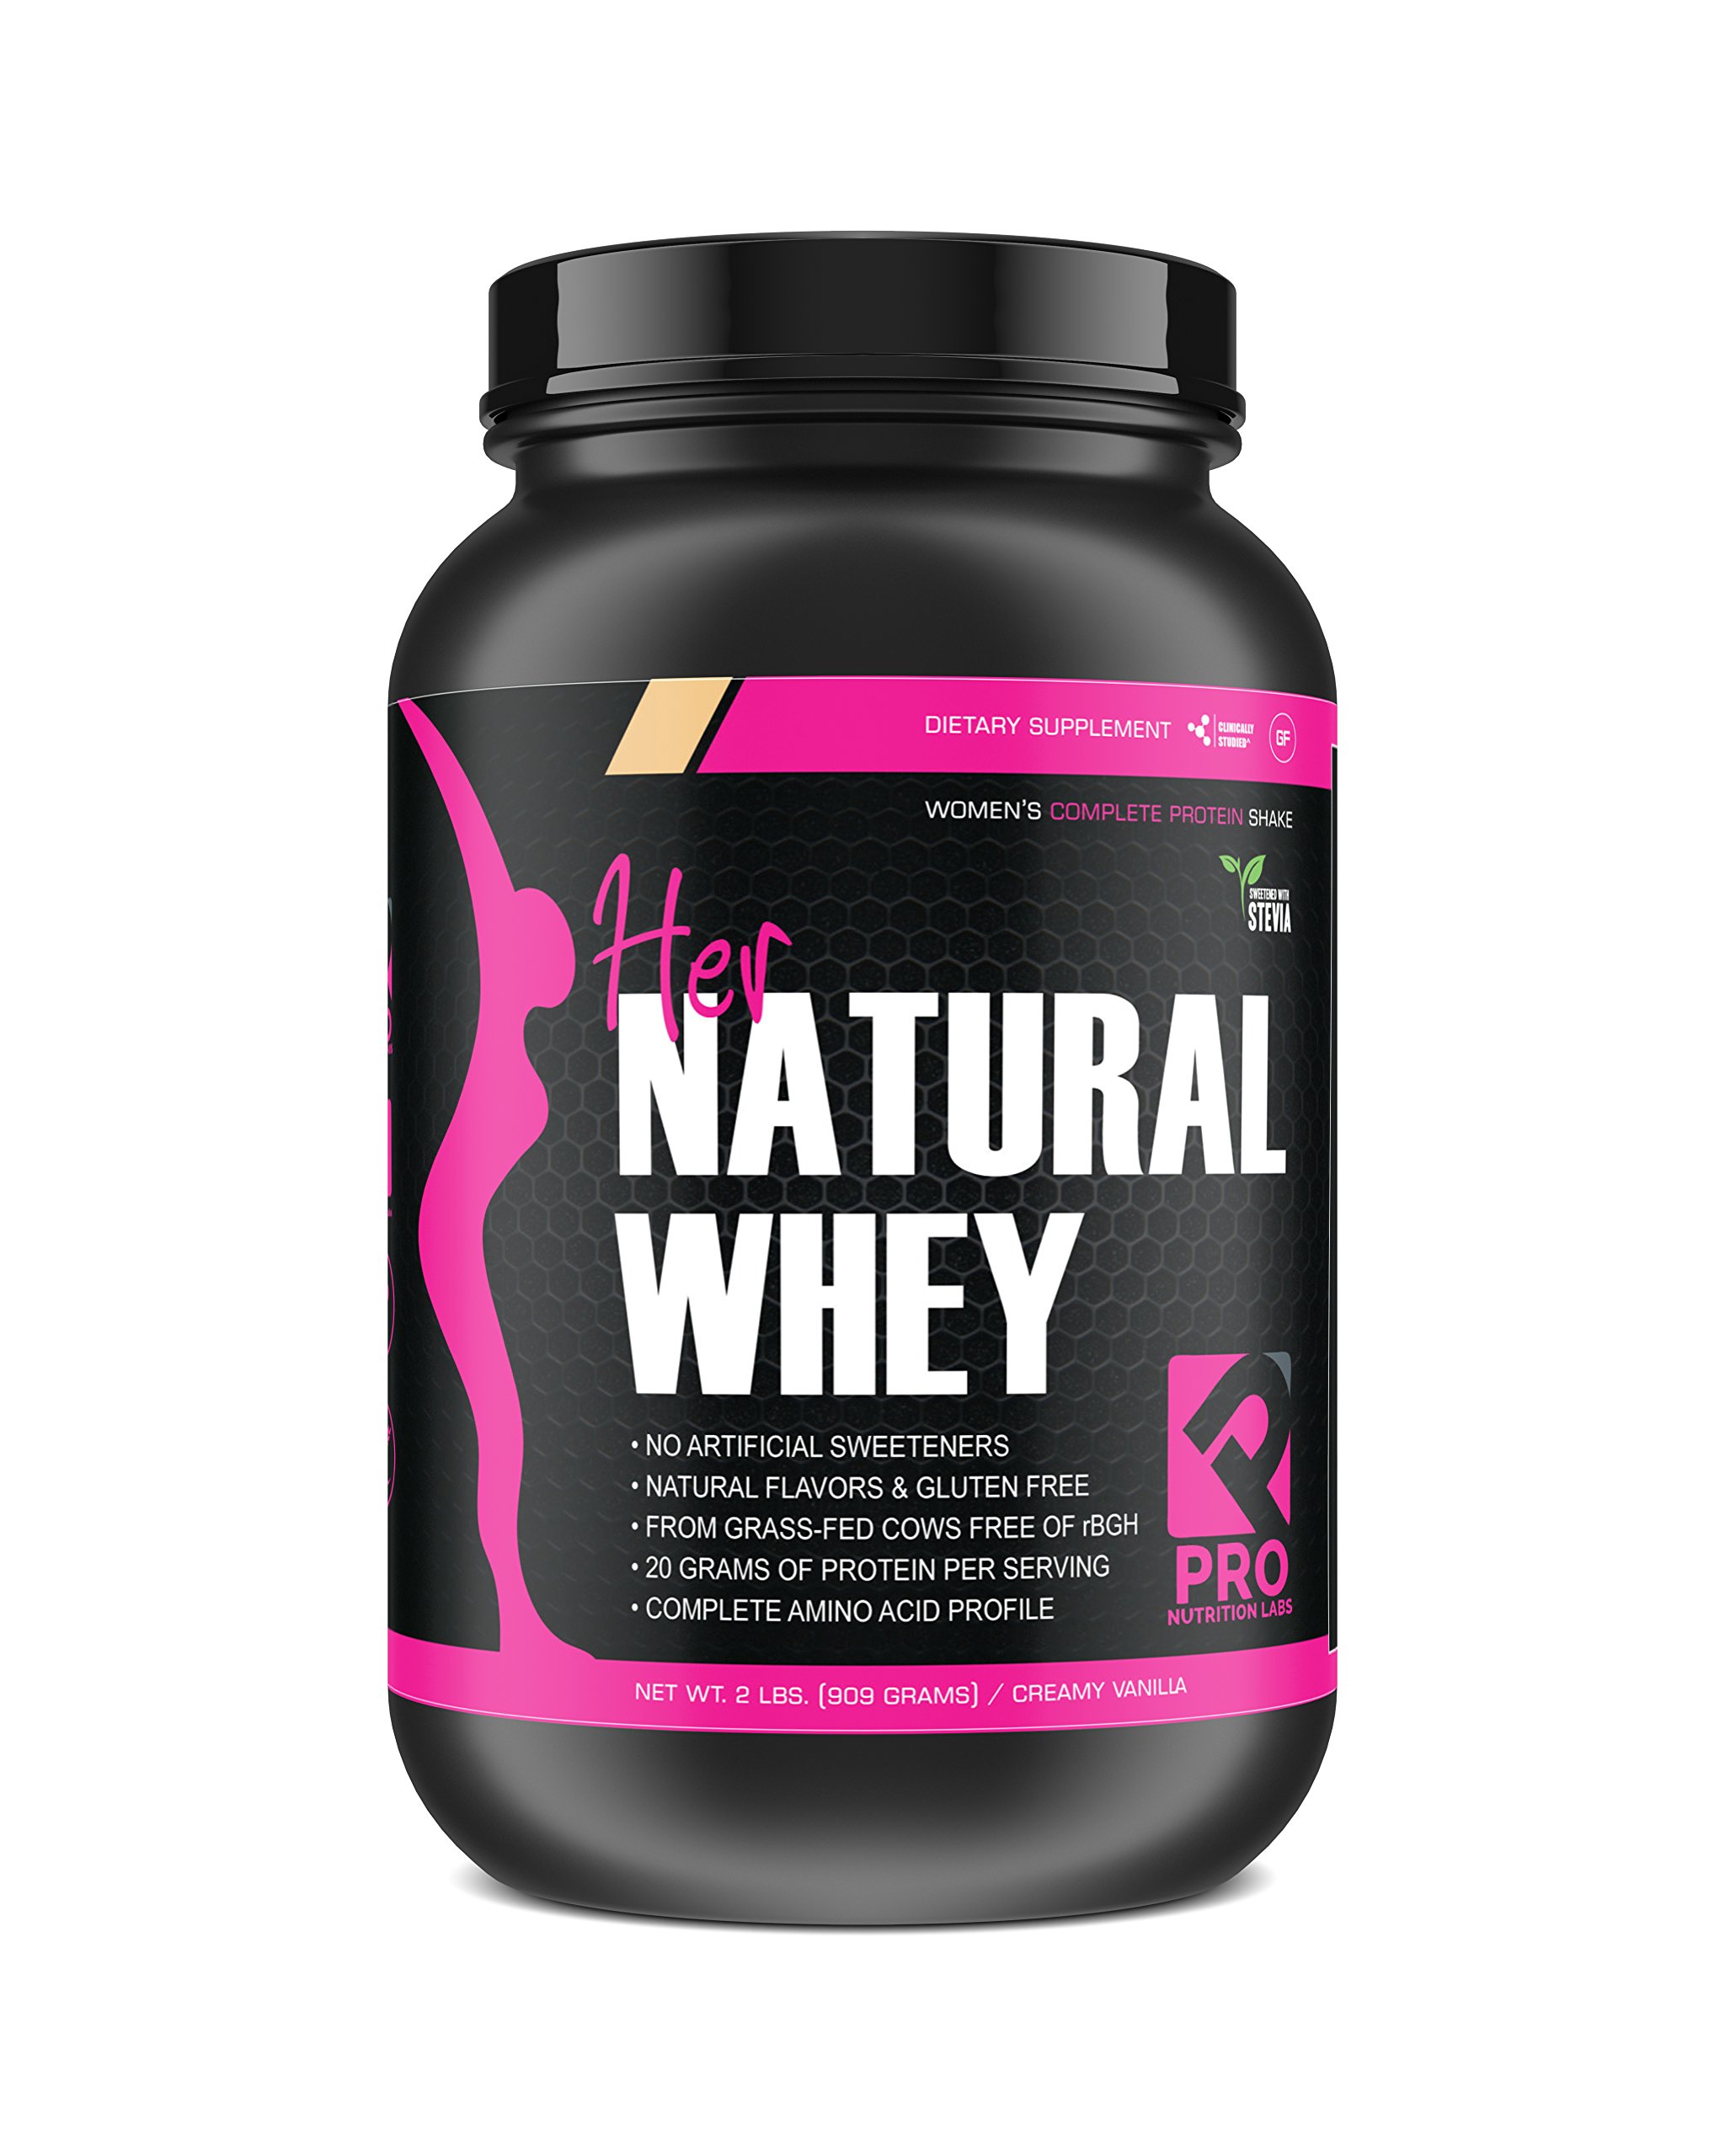 DIETARY SUPPLEMENT
CLINICALLY
STUDIED^
GF
WOMEN'S COMPLETE PROTEIN SHAKE
SWEETENED WITH
STEVIA
Her
NATURAL
WHEY
• NO ARTIFICIAL SWEETENERS
• NATURAL FLAVORS & GLUTEN FREE
• FROM GRASS-FED COWS FREE OF rBGH
• 20 GRAMS OF PROTEIN PER SERVING
• COMPLETE AMINO ACID PROFILE
PRO
NUTRITION LABS
NET WT. 2 LBS. (909 GRAMS) / CREAMY VANILLA